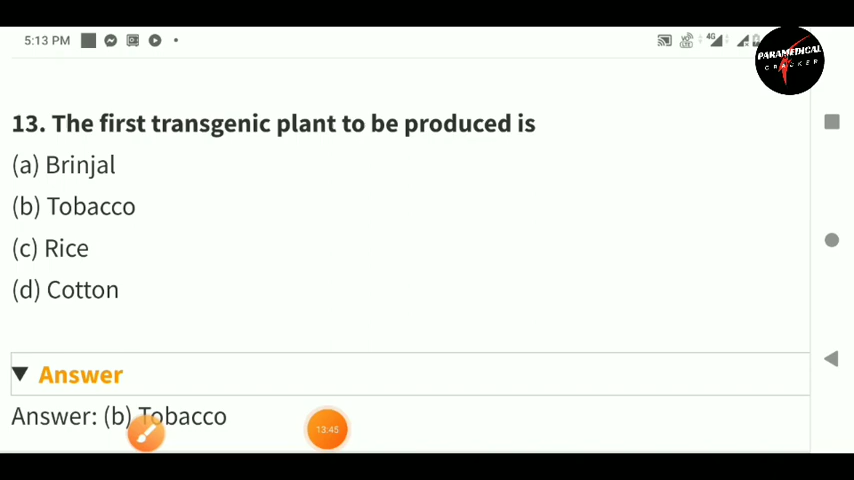 5:13 PM
4G
PARAMEDICAL
CRACKER
13. The first transgenic plant to be produced is
(a) Brinjal
(b) Tobacco
(c) Rice
(d) Cotton
Answer
Answer: (b) Tobacco
13:45